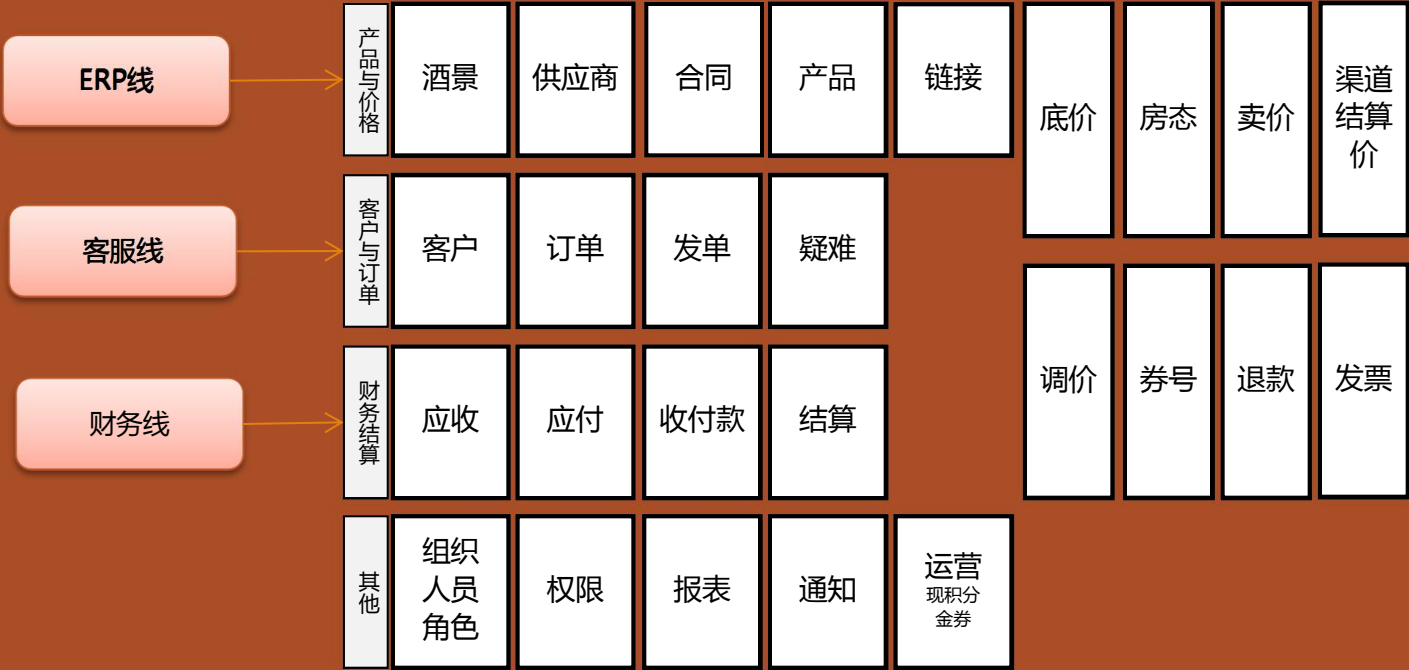 ERP线
产品与价格
酒景
供应商
合同
产品
链接
底价
房态
卖价
渠道
结算
价
客服线
客户与订单
客户
订单
发单
疑难
财务线
财务结算
应收
应付
收付款
结算
调价
券号
退款
发票
其他
组织
人员
角色
权限
报表
通知
运营
现积分
金券